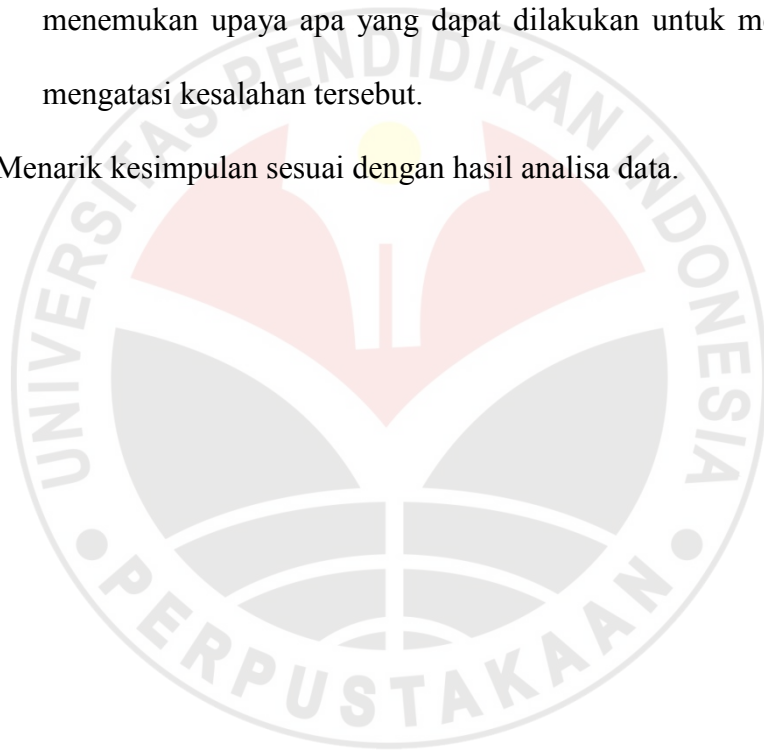 menemukan upaya apa yang dapat dilakukan untuk
mengatasi kesalahan tersebut.
Menarik kesimpulan sesuai dengan hasil analisa data.
UNIVERSITAS PENDIDIKAN INDONESIA
PERPUSTAKAAN